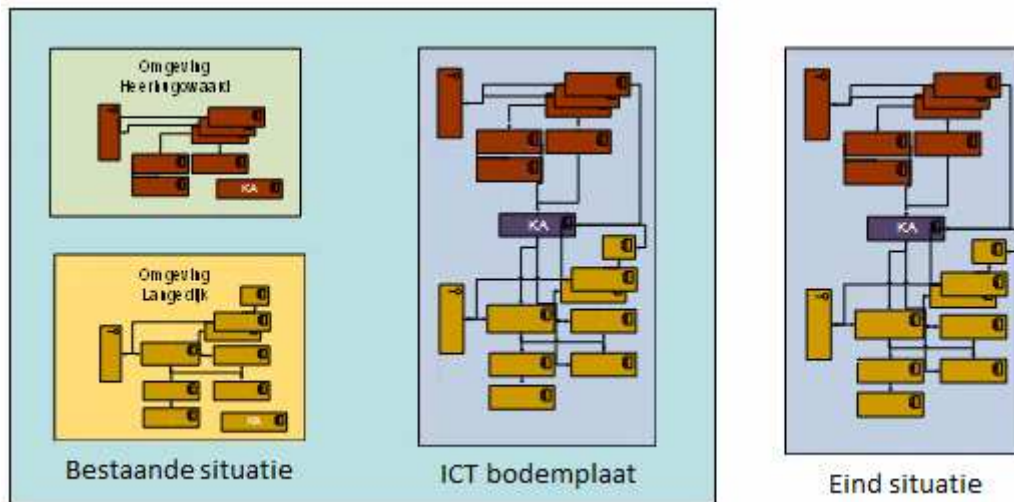 Omgeving
Heerhugowaard
KA
Omgeving
Langedijk
KA
Bestaande situatie
KA
ICT bodemplaat
KA
Eind situatie